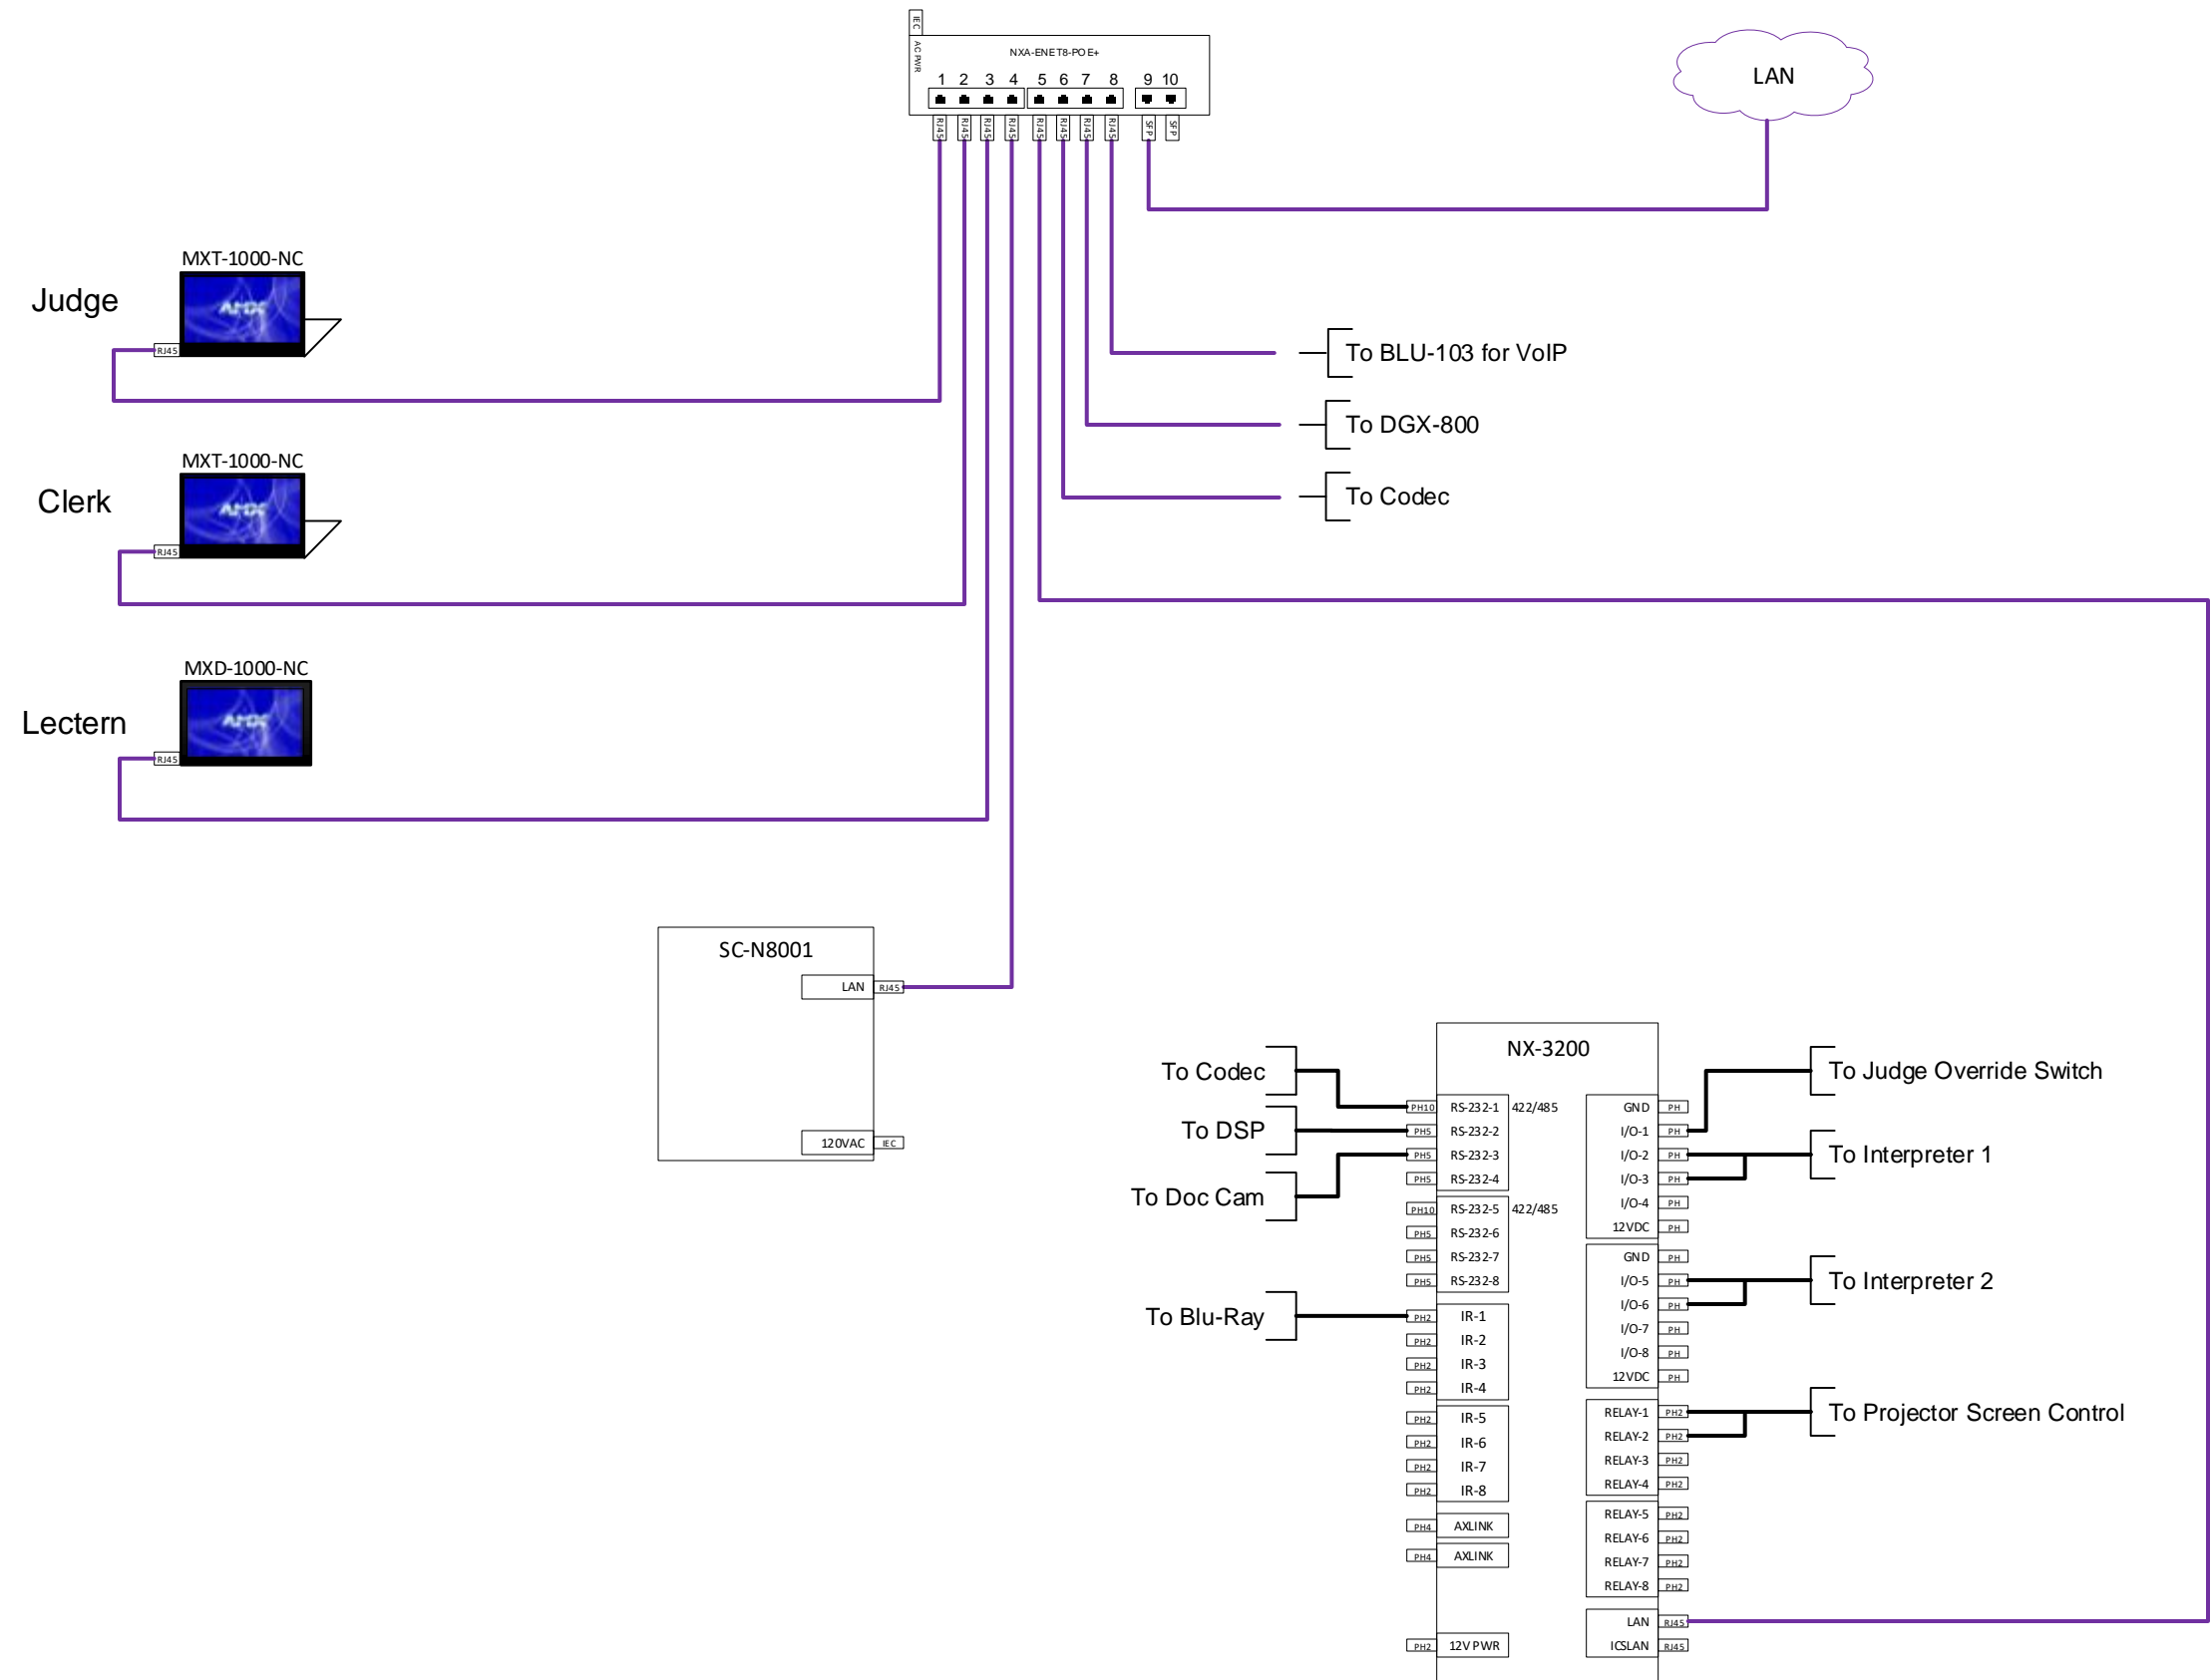 IEC
AC PWR
NXA-ENET8-POE+
1 2 3 4 5 6 7 8 9 10
RJ45 RJ45 RJ45 RJ45 RJ45 RJ45 RJ45 RJ45 SFP SFP
LAN
MXT-1000-NC
Judge
AMX
RJ45
To BLU-103 for VoIP
To DGX-800
To Codec
MXT-1000-NC
Clerk
AMX
RJ45
MXD-1000-NC
Lectern
AMX
RJ45
SC-N8001
LAN RJ45
120VAC IEC
NX-3200
To Codec
To DSP
To Doc Cam
To Blu-Ray
PH10 RS-232-1 422/485
PH5 RS-232-2
PH5 RS-232-3
PH5 RS-232-4
PH10 RS-232-5 422/485
PH5 RS-232-6
PH5 RS-232-7
PH5 RS-232-8
PH2 IR-1
PH2 IR-2
PH2 IR-3
PH2 IR-4
PH2 IR-5
PH2 IR-6
PH2 IR-7
PH2 IR-8
PH4 AXLINK
PH4 AXLINK
PH2 12V PWR
GND PH
I/O-1 PH
I/O-2 PH
I/O-3 PH
I/O-4 PH
12VDC PH
GND PH
I/O-5 PH
I/O-6 PH
I/O-7 PH
I/O-8 PH
12VDC PH
RELAY-1 PH2
RELAY-2 PH2
RELAY-3 PH2
RELAY-4 PH2
RELAY-5 PH2
RELAY-6 PH2
RELAY-7 PH2
RELAY-8 PH2
LAN RJ45
ICSLAN RJ45
To Judge Override Switch
To Interpreter 1
To Interpreter 2
To Projector Screen Control